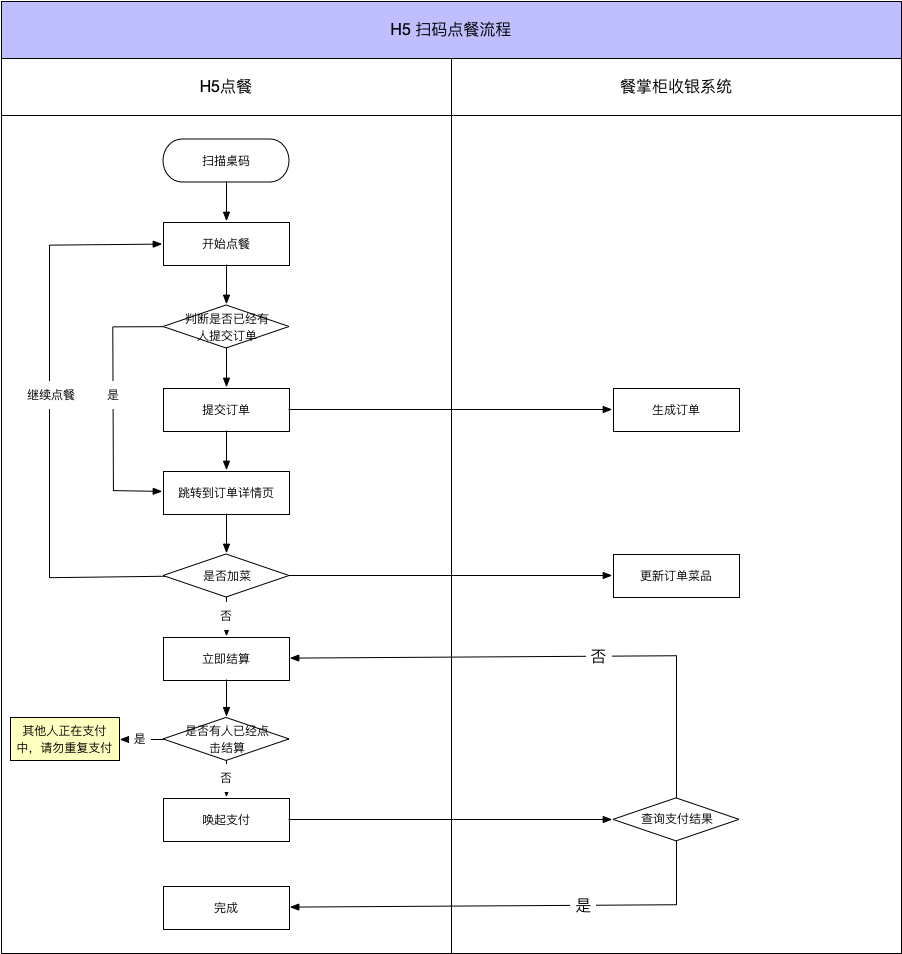 H5 扫码点餐流程
H5点餐
餐掌柜收银系统
扫描桌码
开始点餐
判断是否已经有
人提交订单
继续点餐
是
提交订单
生成订单
跳转到订单详情页
是否加菜
更新订单菜品
否
立即结算
否
其他人正在支付
中，请勿重复支付
是
是否有人已经点
击结算
否
唤起支付
查询支付结果
完成
是